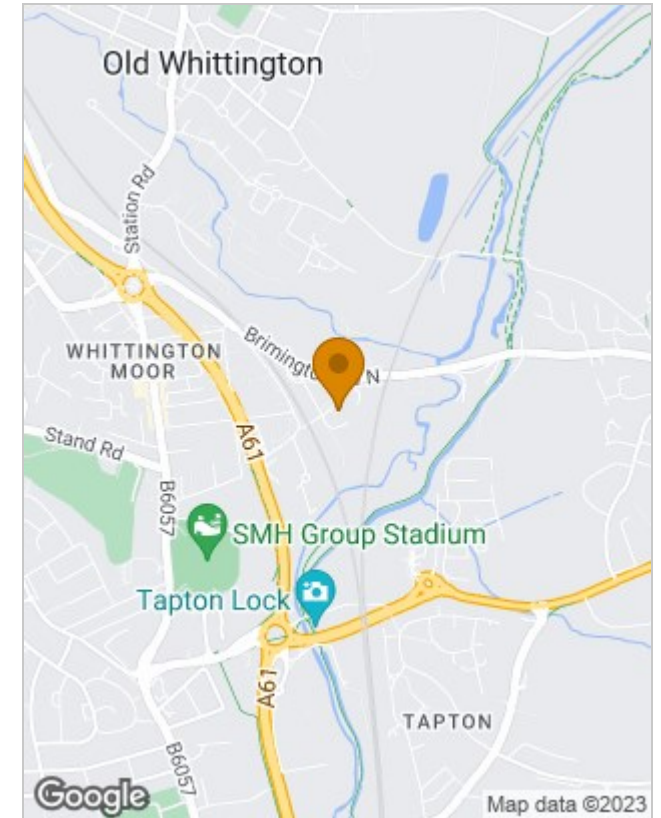 Old Whittington
Station Rd
Brimington
N
WHITTINGTON
MOOR
A61
Stand Rd
B6057
SMH Group Stadium
Tapton Lock
A61
TAPTON
B6057
Google
Map data ©2023